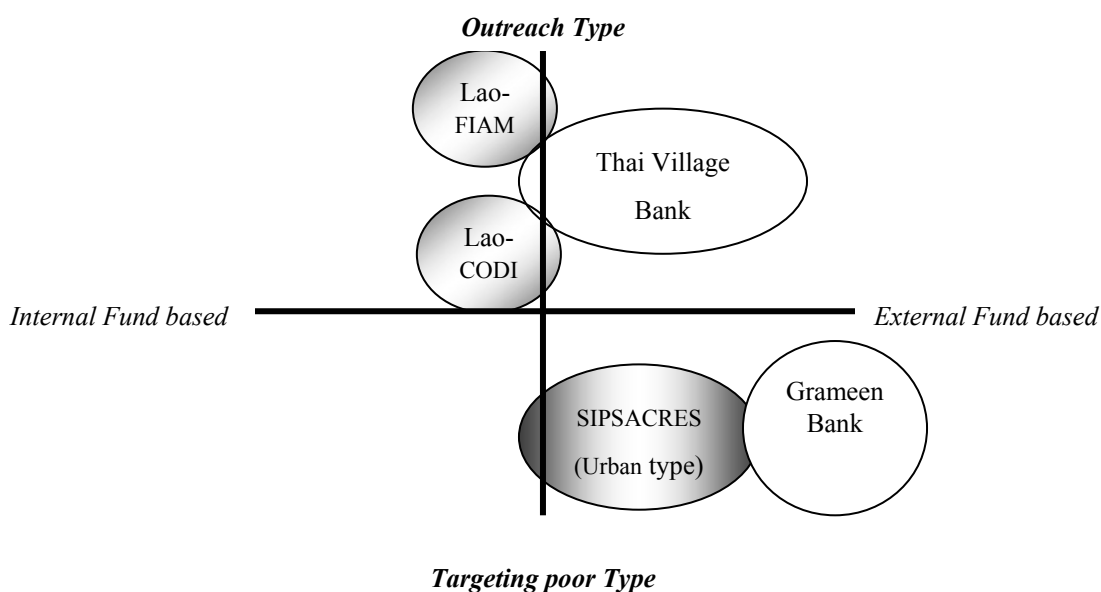 Outreach Type
Lao-
FIAM
Thai Village
Bank
Lao-
CODI
Internal Fund based
External Fund based
SIPSACRES
(Urban type)
Grameen
Bank
Targeting poor Type